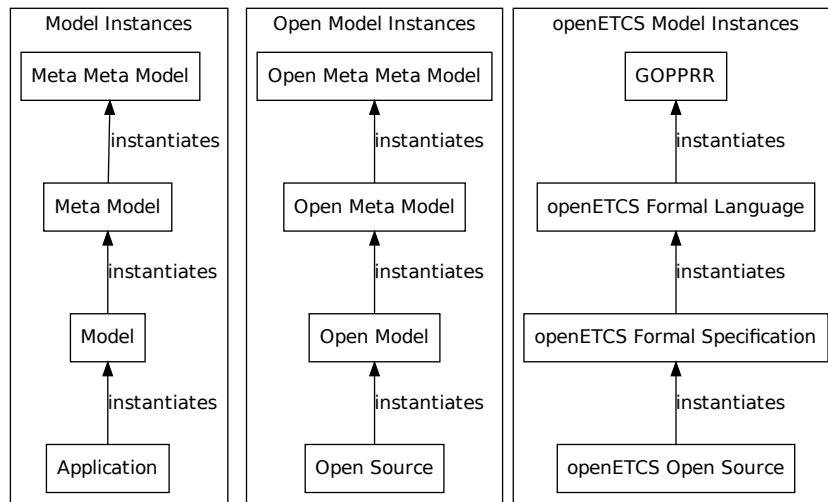 Model Instances
Meta Meta Model
instantiates
Meta Model
instantiates
Model
instantiates
Application
Open Model Instances
Open Meta Meta Model
instantiates
Open Meta Model
instantiates
Open Model
instantiates
Open Source
openETCS Model Instances
GOPPRR
instantiates
openETCS Formal Language
instantiates
openETCS Formal Specification
instantiates
openETCS Open Source